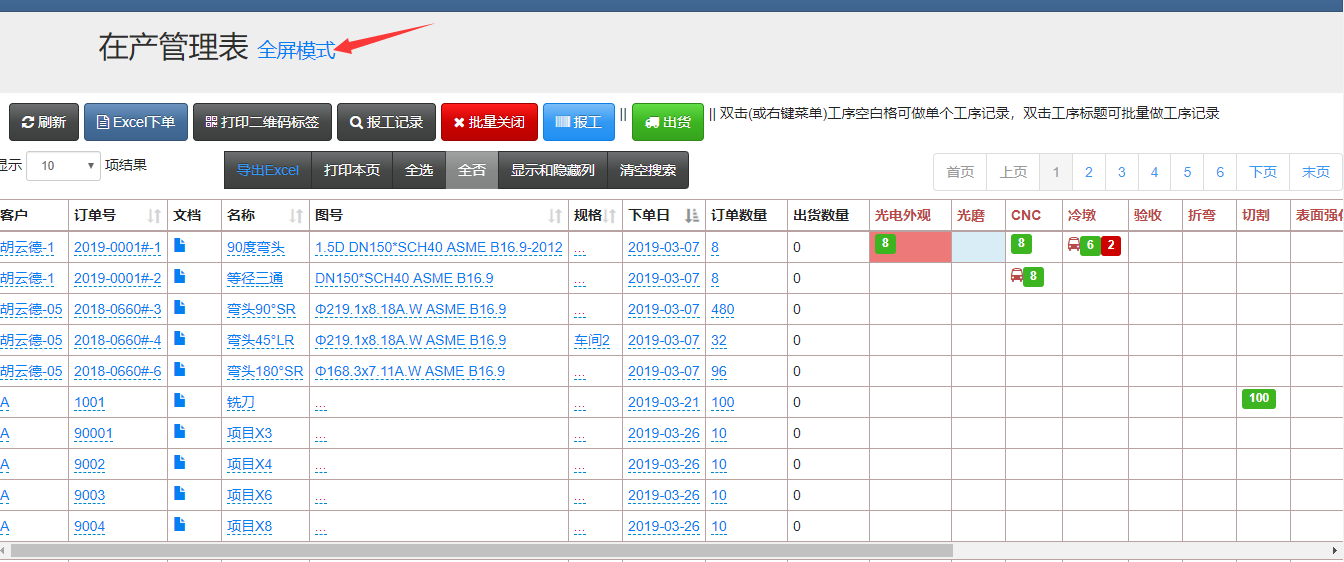 在产管理表 全屏模式
刷新 Excel下单 打印二维码标签 报工记录 批量关闭 报工 || 出货 || 双击(或右键菜单)工序空白格可做单个工序记录，双击工序标题可批量做工序记录
显示 10 项结果 导出Excel 打印本页 全选 全否 显示和隐藏列 清空搜索 首页 上页 1 2 3 4 5 6 下页 末页
客户 订单号 文档 名称 图号 规格 下单日 订单数量 出货数量 光电外观 光磨 CNC 冷墩 验收 折弯 切割 表面强化
胡云德-1 2019-0001#-1 90度弯头 1.5D DN150*SCH40 ASME B16.9-2012 ... 2019-03-07 8 0 8 8 6 2
胡云德-1 2019-0001#-2 等径三通 DN150*SCH40 ASME B16.9 ... 2019-03-07 8 0 8
胡云德-05 2018-0660#-3 弯头90°SR Φ219.1x8.18A.W ASME B16.9 ... 2019-03-07 480 0
胡云德-05 2018-0660#-4 弯头45°LR Φ219.1x8.18A.W ASME B16.9 车间2 2019-03-07 32 0
胡云德-05 2018-0660#-6 弯头180°SR Φ168.3x7.11A.W ASME B16.9 ... 2019-03-07 96 0
A 1001 铣刀 ... ... 2019-03-21 100 0 100
A 90001 项目X3 ... ... 2019-03-26 10 0
A 9002 项目X4 ... ... 2019-03-26 10 0
A 9003 项目X6 ... ... 2019-03-26 10 0
A 9004 项目X8 ... ... 2019-03-26 10 0